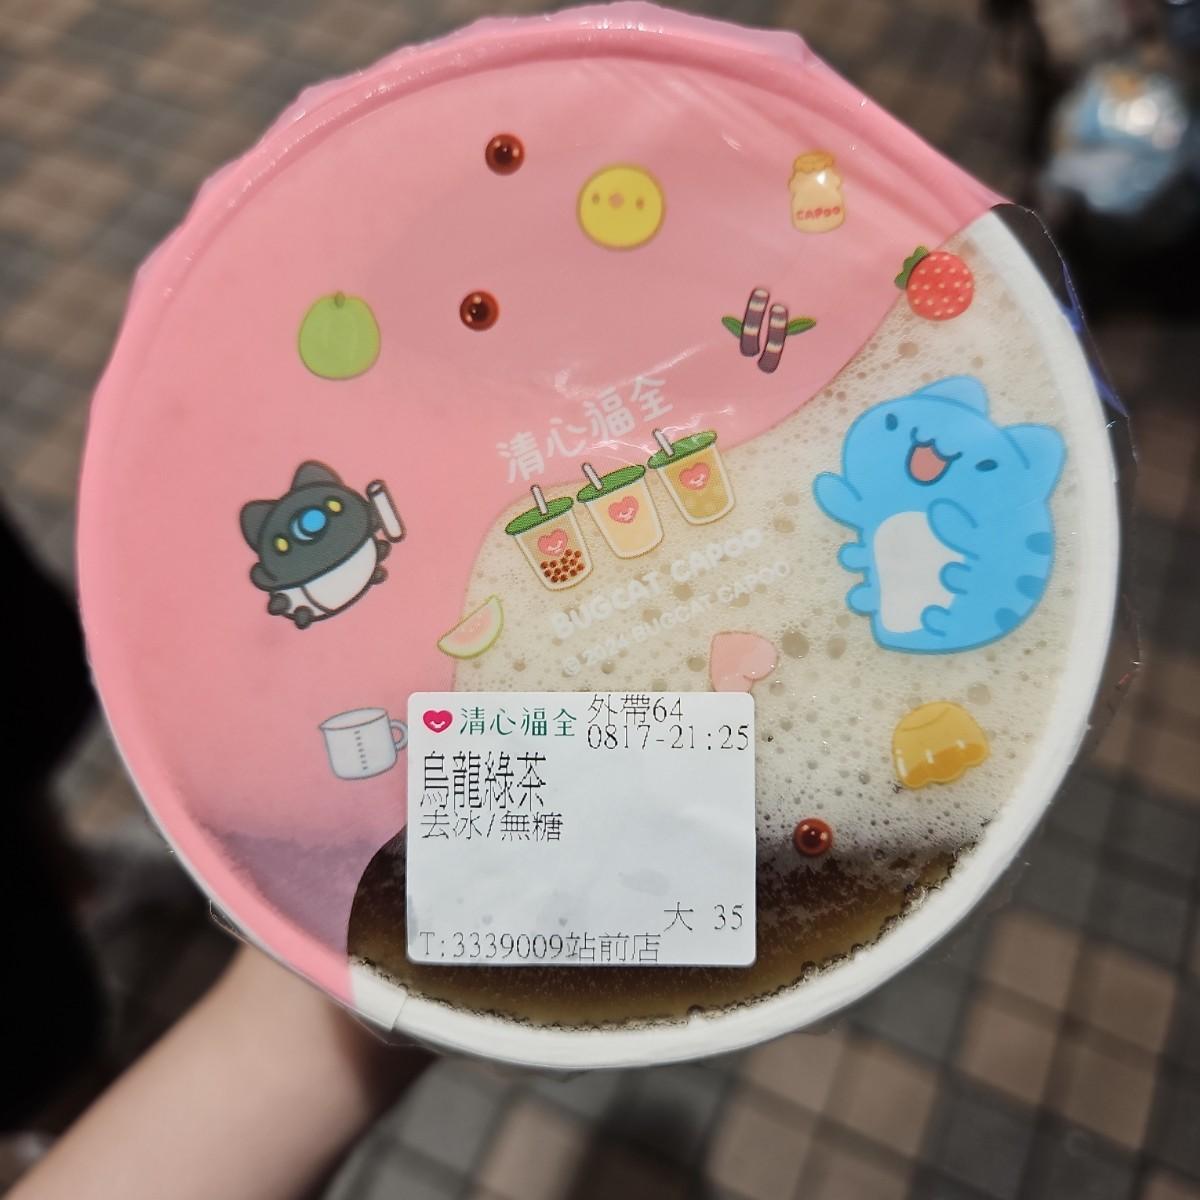 CAPOO
清心福全
BUGCAT CAPOO
© 2024 BUGCAT CAPOO
清心福全
外帶64
0817-21:25
烏龍綠茶
去冰/無糖
大 35
T:3339009站前店